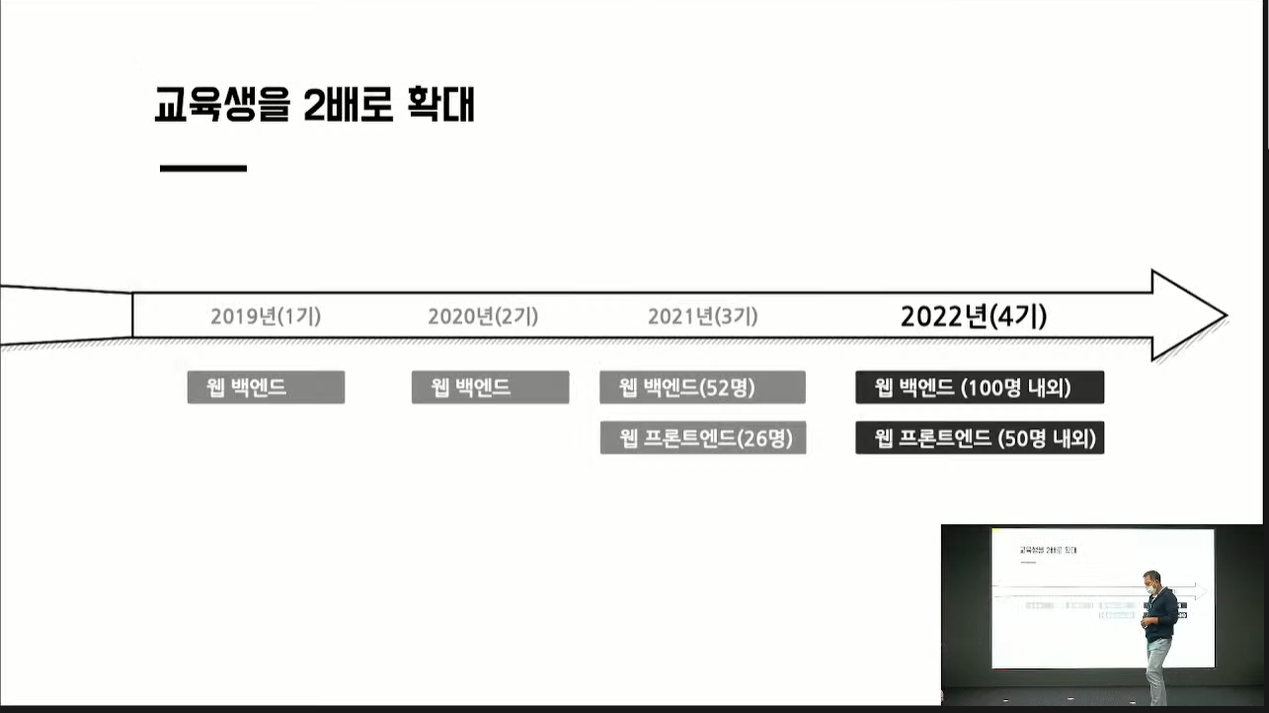 교육생을 2배로 확대
2019년(1기) 2020년(2기) 2021년(3기) 2022년(4기)
웹 백엔드 웹 백엔드 웹 백엔드(52명) 웹 백엔드 (100명 내외)
웹 프론트엔드(26명) 웹 프론트엔드 (50명 내외)
교육생을 2배로 확대